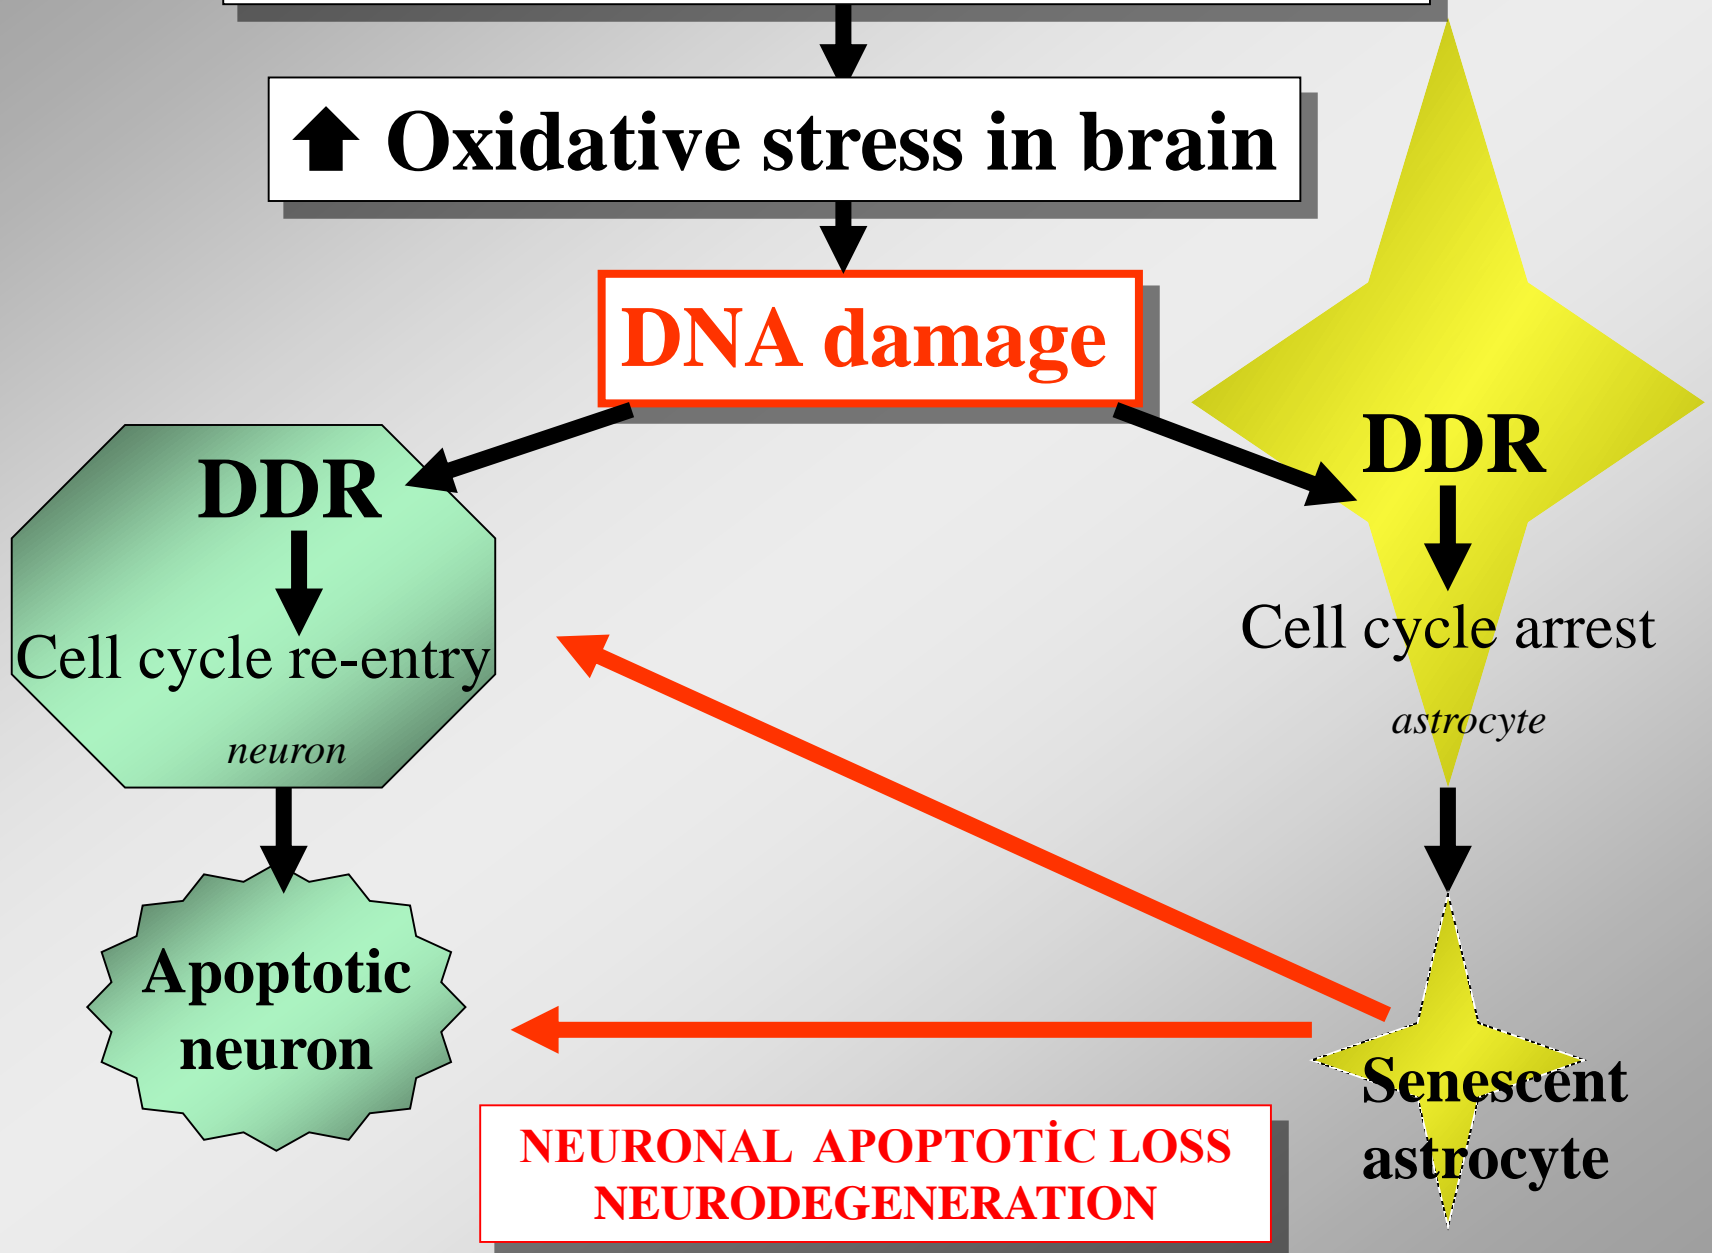 Oxidative stress in brain
DNA damage
DDR
Cell cycle re-entry
neuron
DDR
Cell cycle arrest
astrocyte
Apoptotic
neuron
Senescent
astrocyte
NEURONAL APOPTOTİC LOSS
NEURODEGENERATION